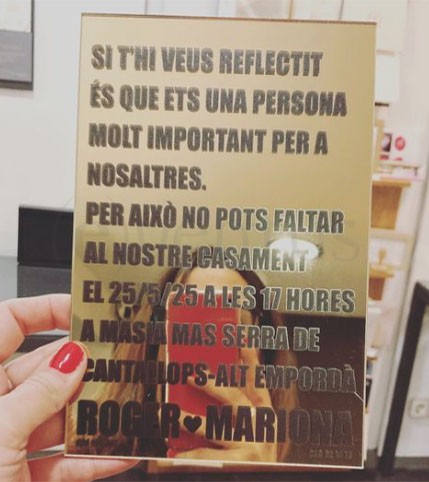 SI T'HI VEUS REFLECTIT
ÉS QUE ETS UNA PERSONA
MOLT IMPORTANT PER A
NOSALTRES.
PER AIXÒ NO POTS FALTAR
AL NOSTRE CASAMENT
EL 25/5/25 A LES 17 HORES
A MASIA MAS SERRA DE
CANTALLOPS-ALT EMPORDÀ
ROGER♥MARIONA